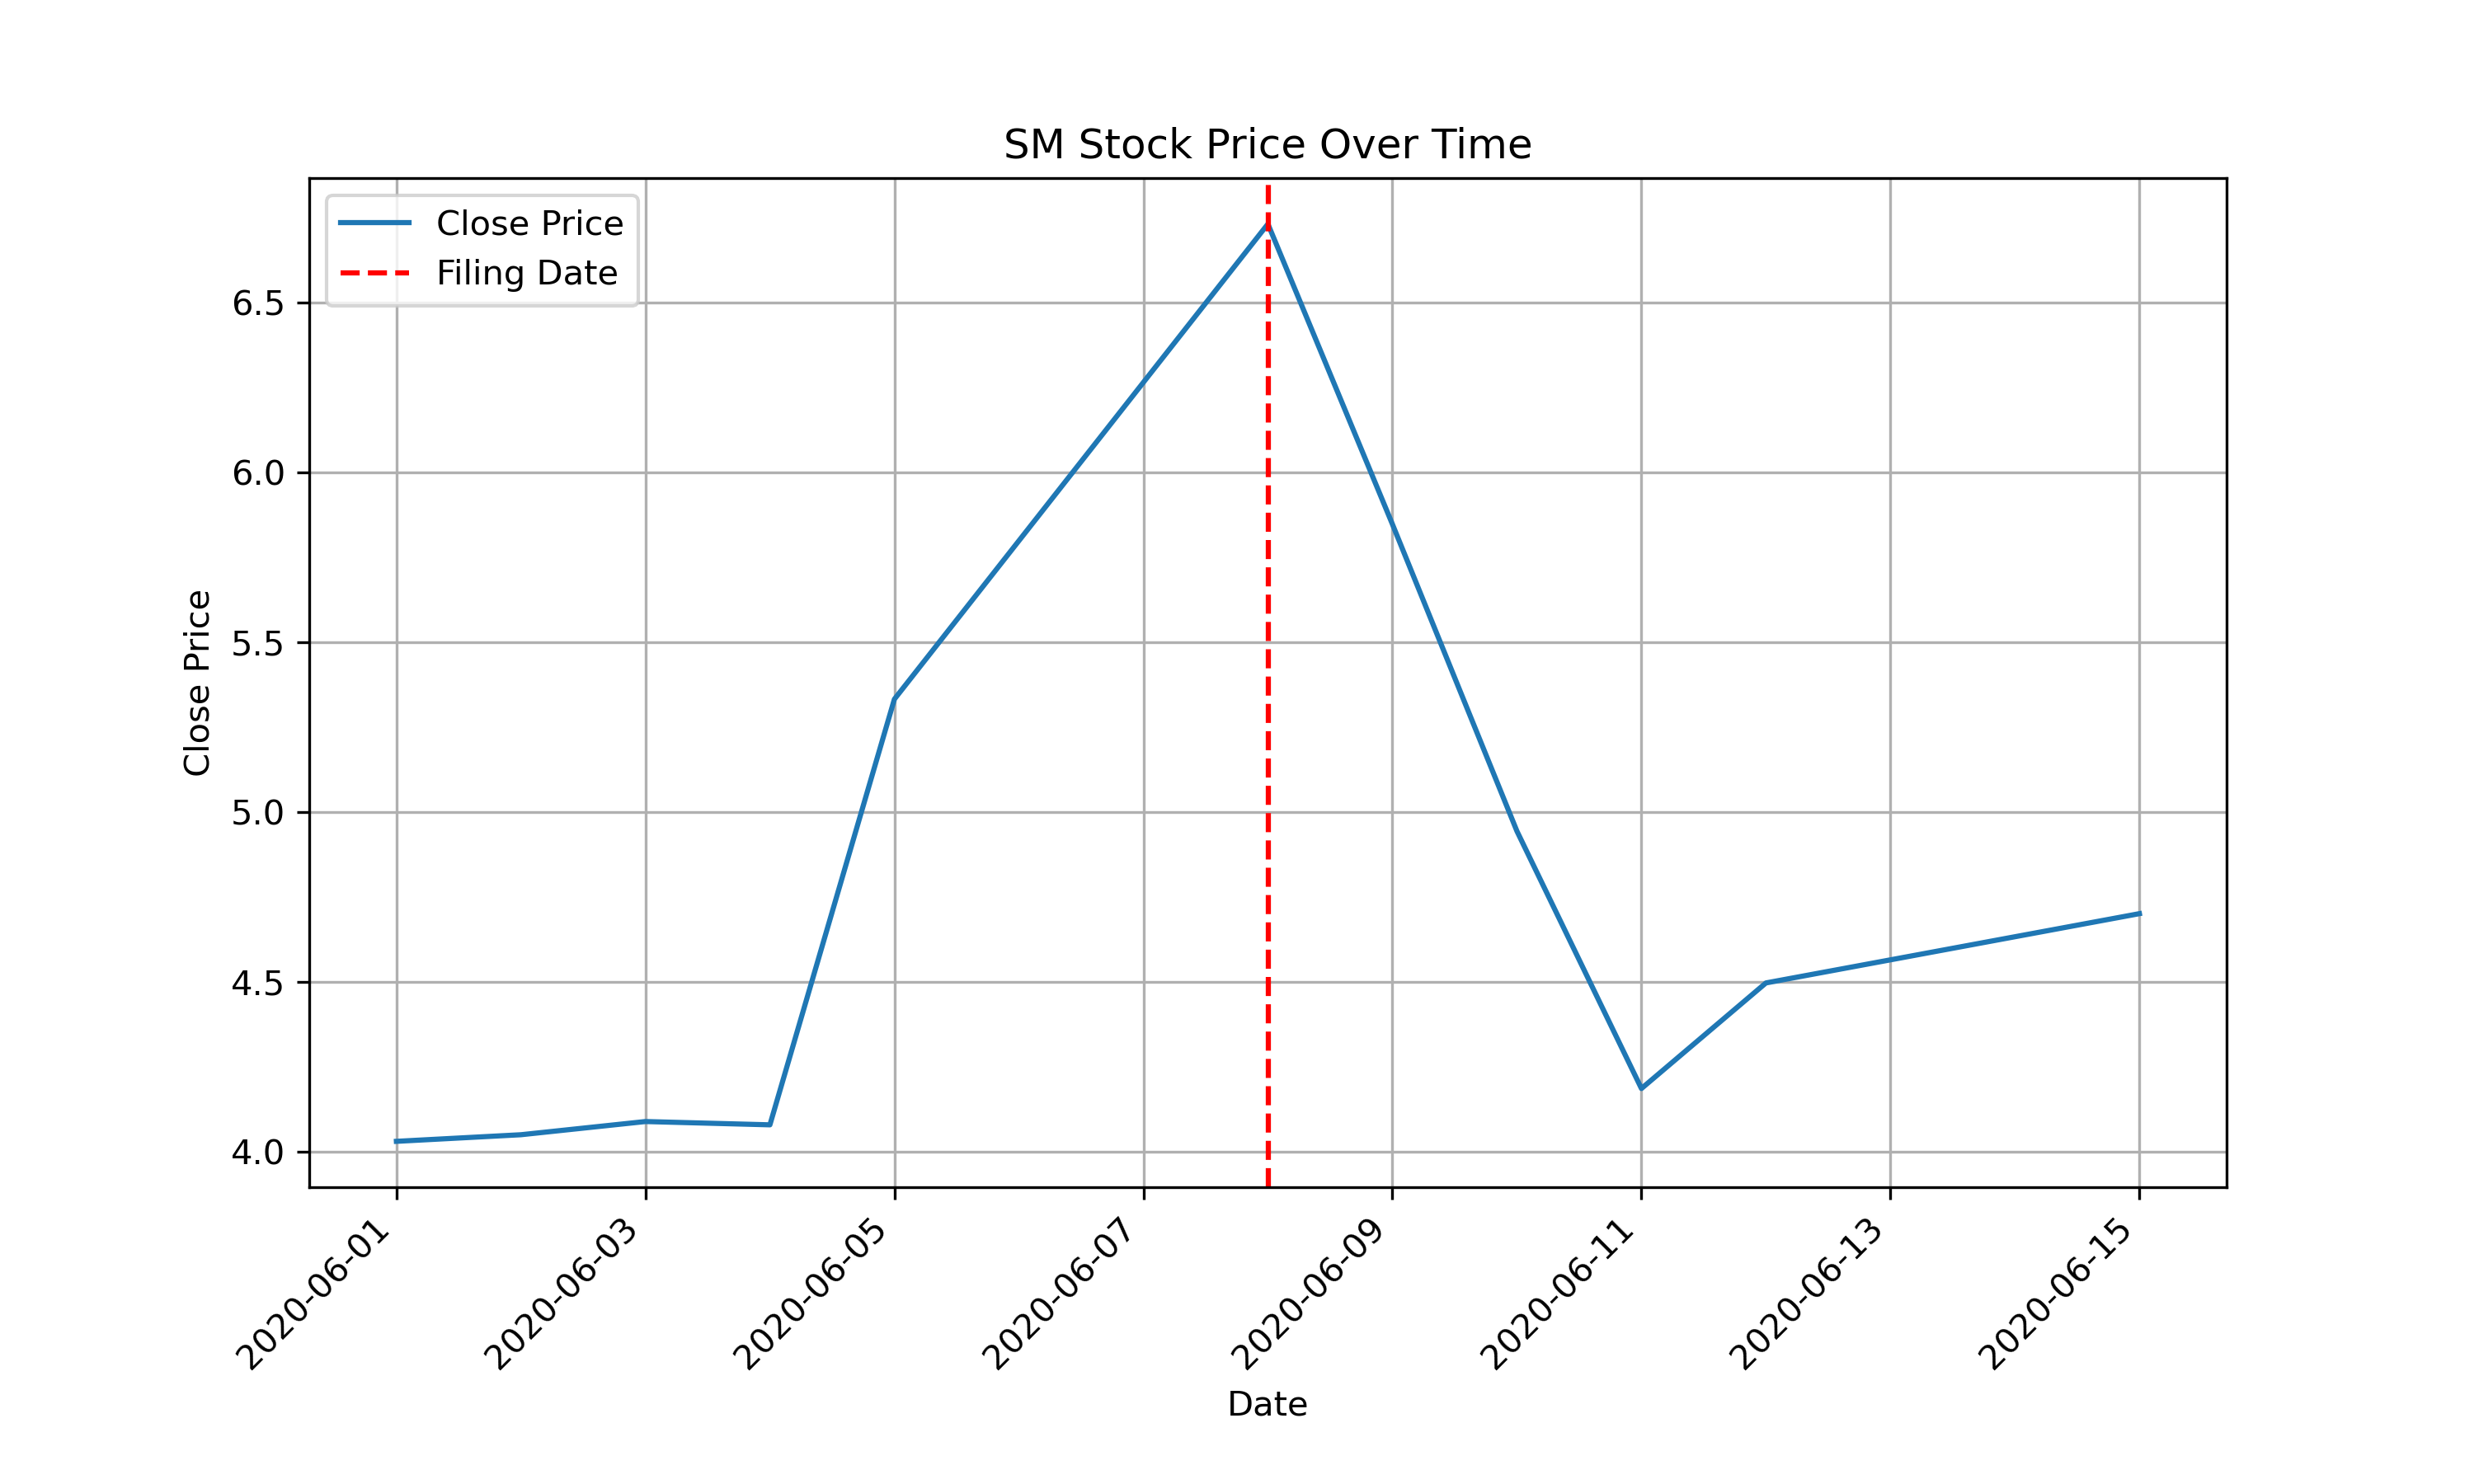 SM Stock Price Over Time
Close Price
Filing Date
Close Price
6.5
6.0
5.5
5.0
4.5
4.0
2020-06-01
2020-06-03
2020-06-05
2020-06-07
2020-06-09
2020-06-11
2020-06-13
2020-06-15
Date